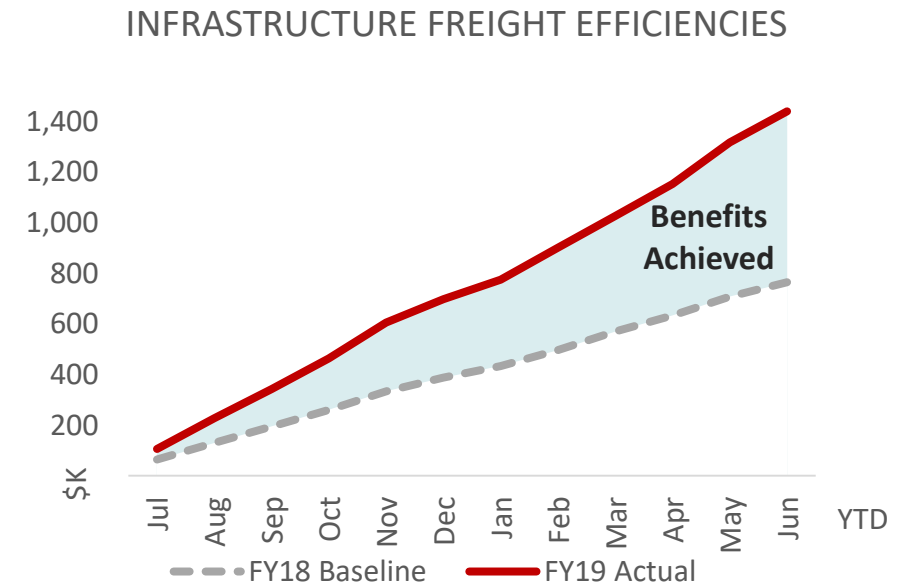 INFRASTRUCTURE FREIGHT EFFICIENCIES
1,400
1,200
1,000
800
600
400
200
$K
Benefits
Achieved
Jul
Aug
Sep
Oct
Nov
Dec
Jan
Feb
Mar
Apr
May
Jun
YTD
FY18 Baseline
FY19 Actual